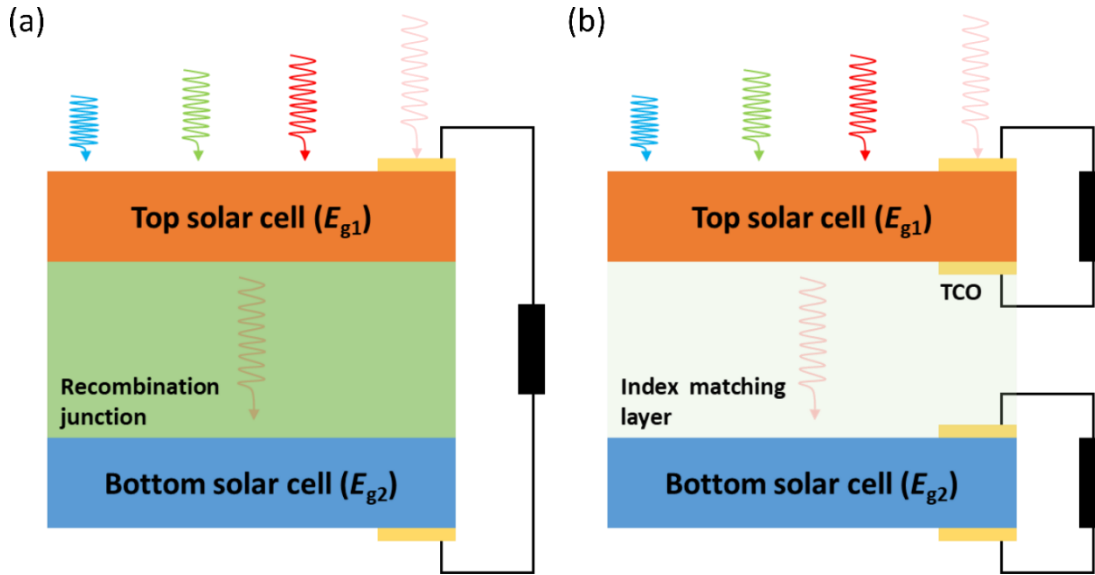 (a)
Top solar cell (Eg1)
Recombination
junction
Bottom solar cell (Eg2)
(b)
Top solar cell (Eg1)
TCO
Index matching
layer
Bottom solar cell (Eg2)